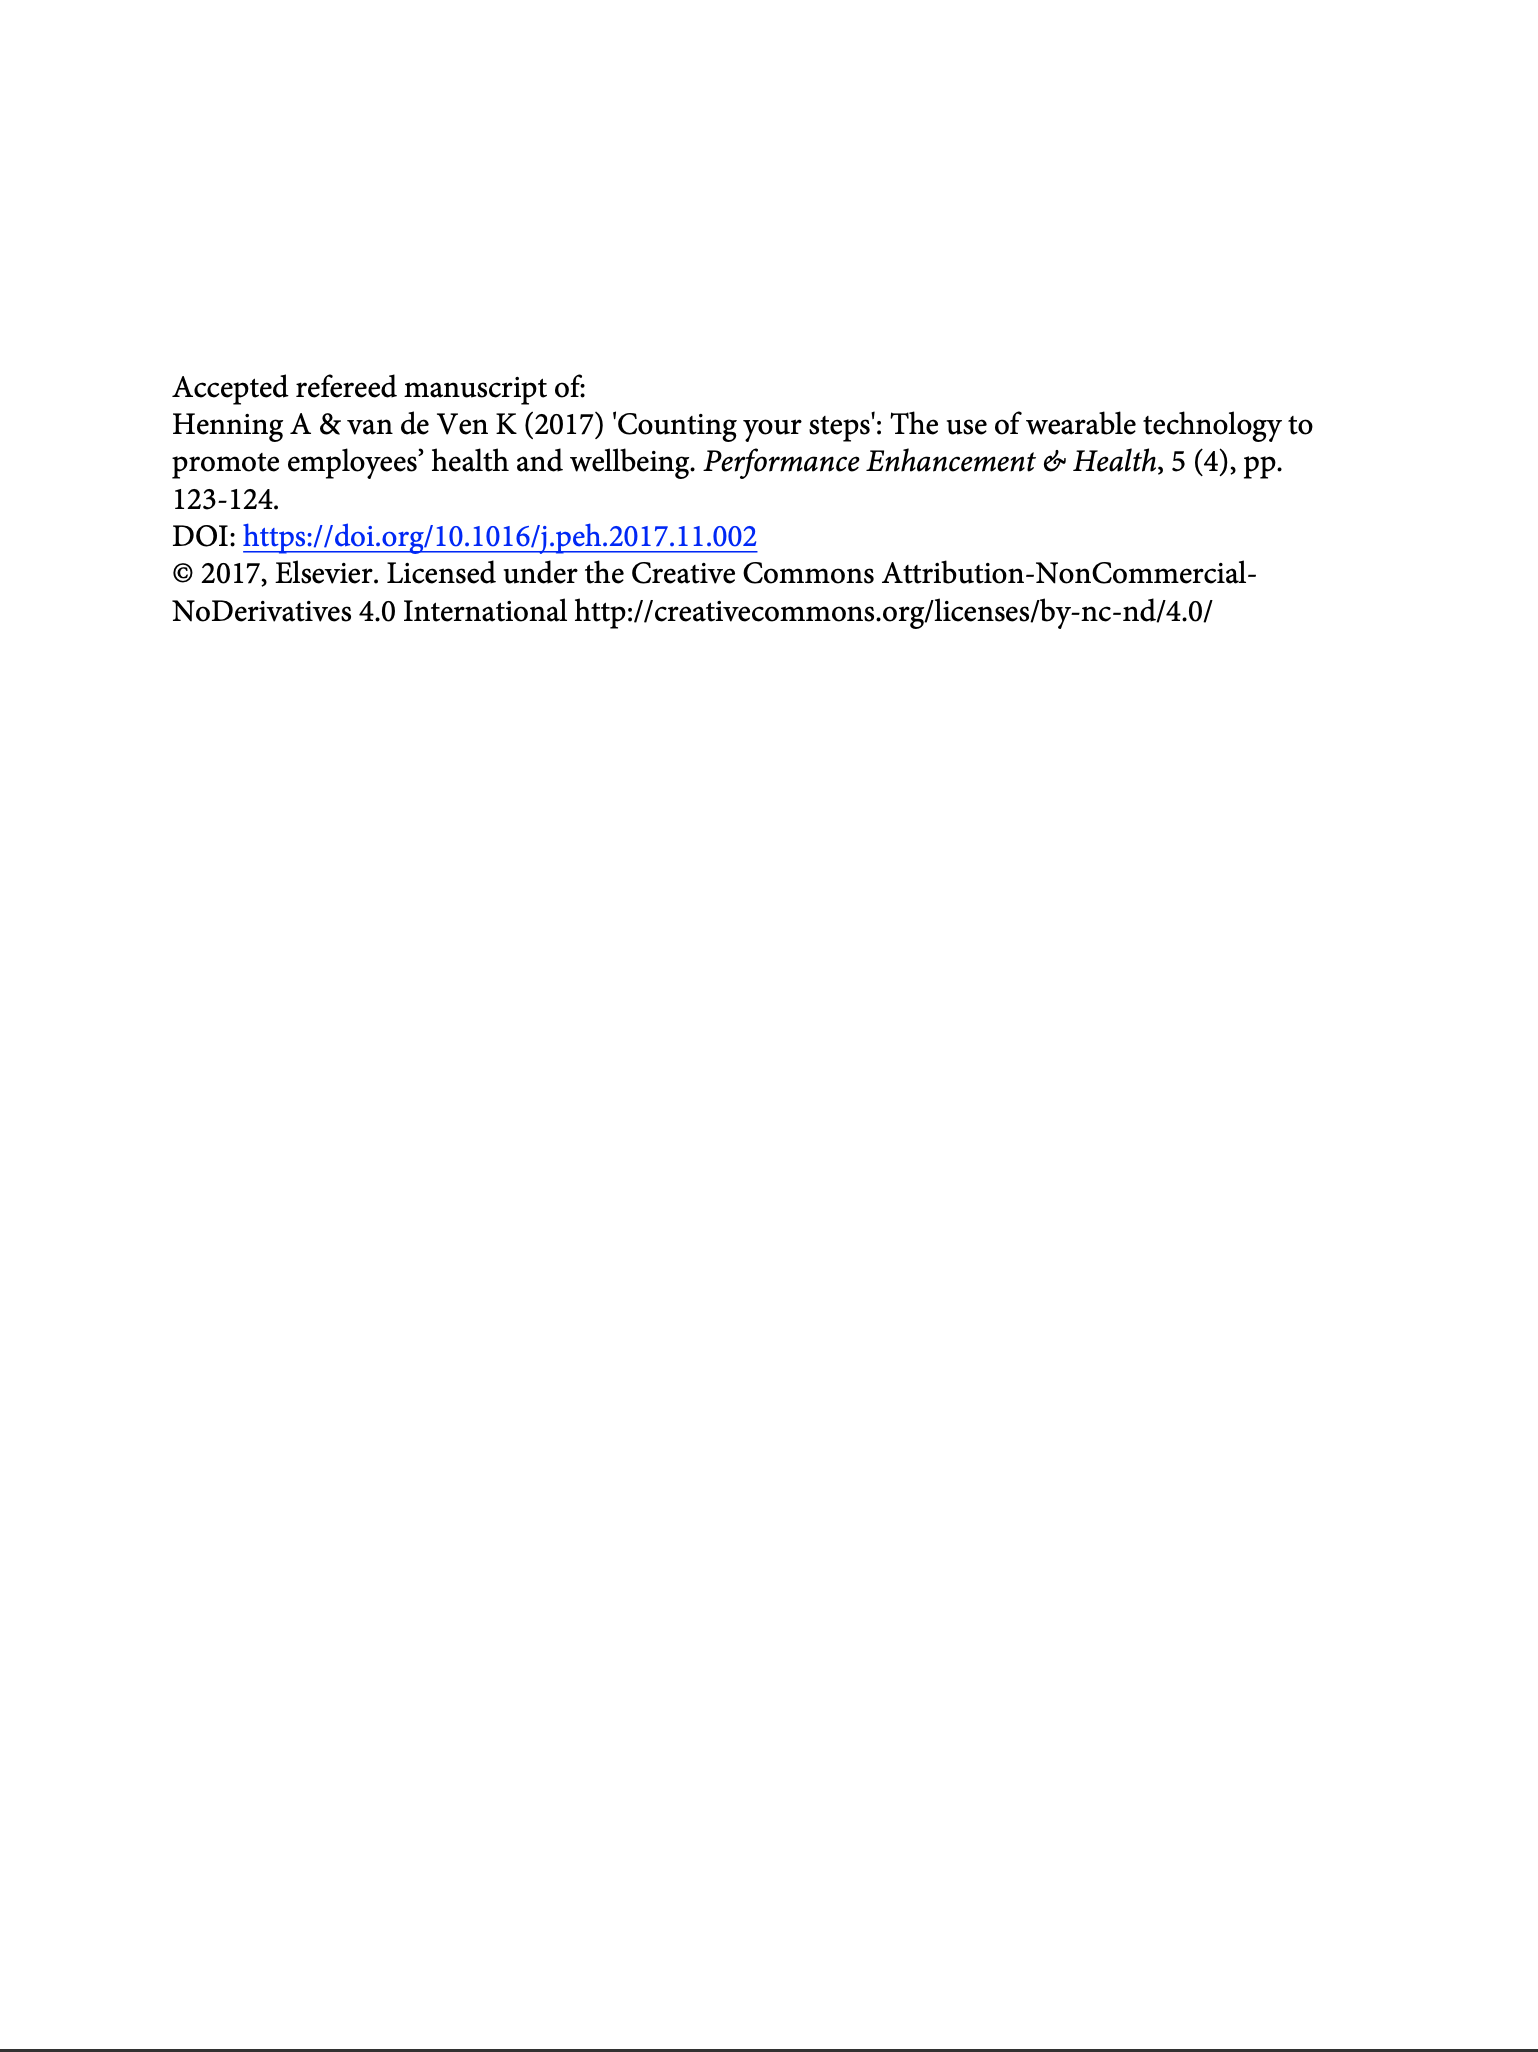 Accepted refereed manuscript of:
Henning A & van de Ven K (2017) 'Counting your steps': The use of wearable technology to
promote employees’ health and wellbeing. Performance Enhancement & Health, 5 (4), pp.
123-124.
DOI: https://doi.org/10.1016/j.peh.2017.11.002
© 2017, Elsevier. Licensed under the Creative Commons Attribution-NonCommercial-
NoDerivatives 4.0 International http://creativecommons.org/licenses/by-nc-nd/4.0/